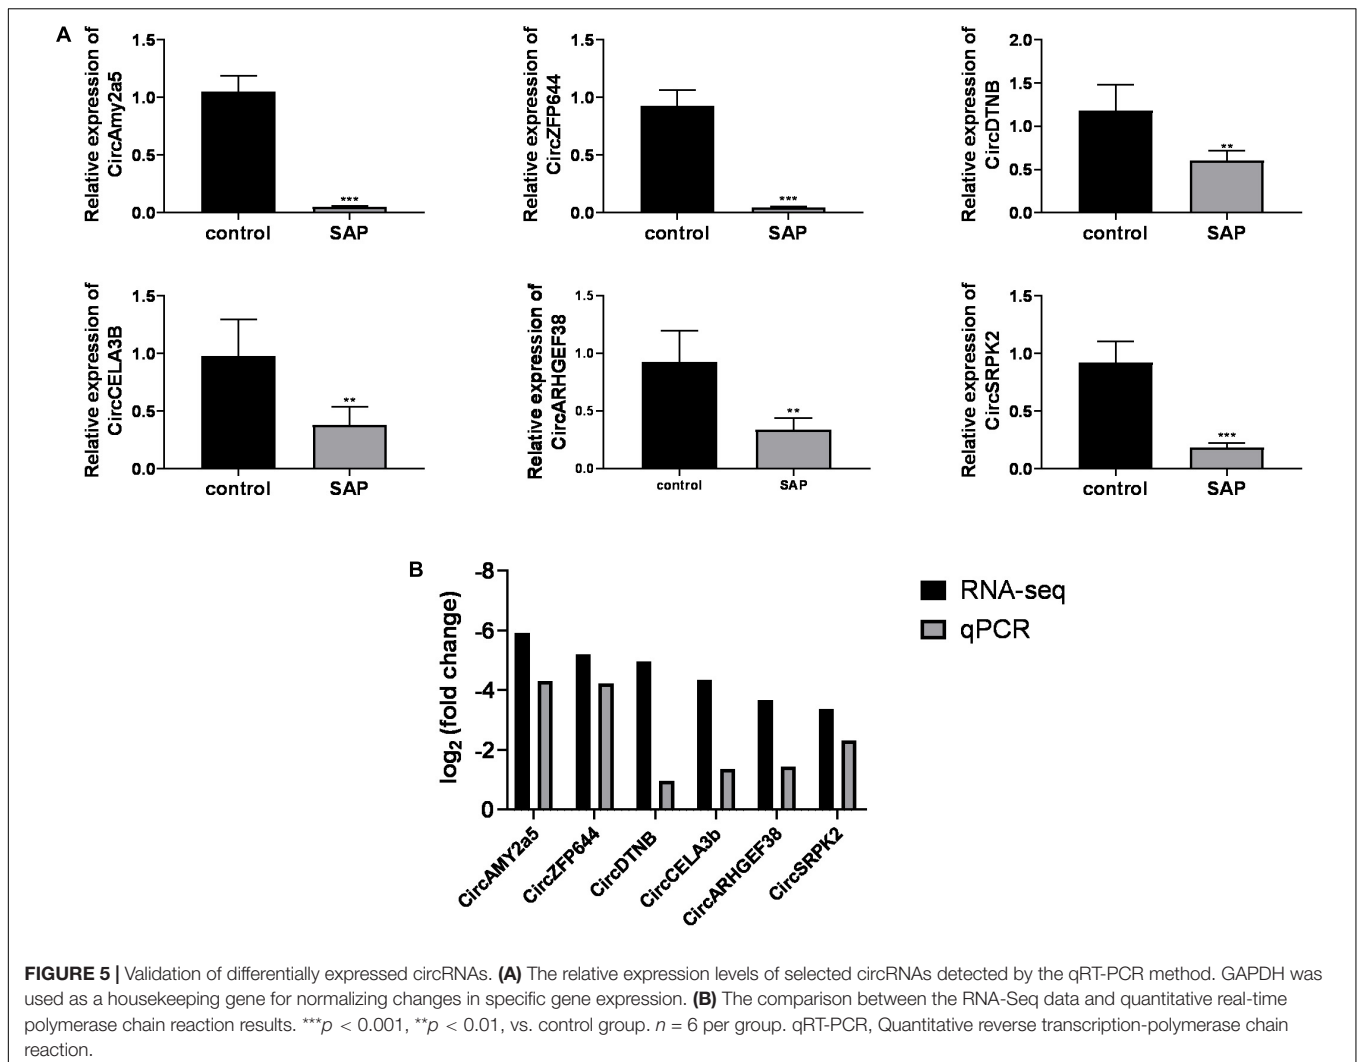 A
Relative expression of
CircAmy2a5
1.5
1.0
0.5
0.0
***
control
SAP
Relative expression of
CircZFP644
1.5
1.0
0.5
0.0
***
control
SAP
Relative expression of
CircDTNB
2.0
1.5
1.0
0.5
0.0
**
control
SAP
Relative expression of
CircCELA3B
1.5
1.0
0.5
0.0
**
control
SAP
Relative expression of
CircARHGEF38
1.5
1.0
0.5
0.0
**
control
SAP
Relative expression of
CircSRPK2
1.5
1.0
0.5
0.0
***
control
SAP
B
log₂ (fold change)
-8
-6
-4
-2
0
CircAMY2a5
CircZFP644
CircDTNB
CircCELA3b
CircARHGEF38
CircSRPK2
RNA-seq
qPCR
FIGURE 5 | Validation of differentially expressed circRNAs. (A) The relative expression levels of selected circRNAs detected by the qRT-PCR method. GAPDH was
used as a housekeeping gene for normalizing changes in specific gene expression. (B) The comparison between the RNA-Seq data and quantitative real-time
polymerase chain reaction results. ***p < 0.001, **p < 0.01, vs. control group. n = 6 per group. qRT-PCR, Quantitative reverse transcription-polymerase chain
reaction.